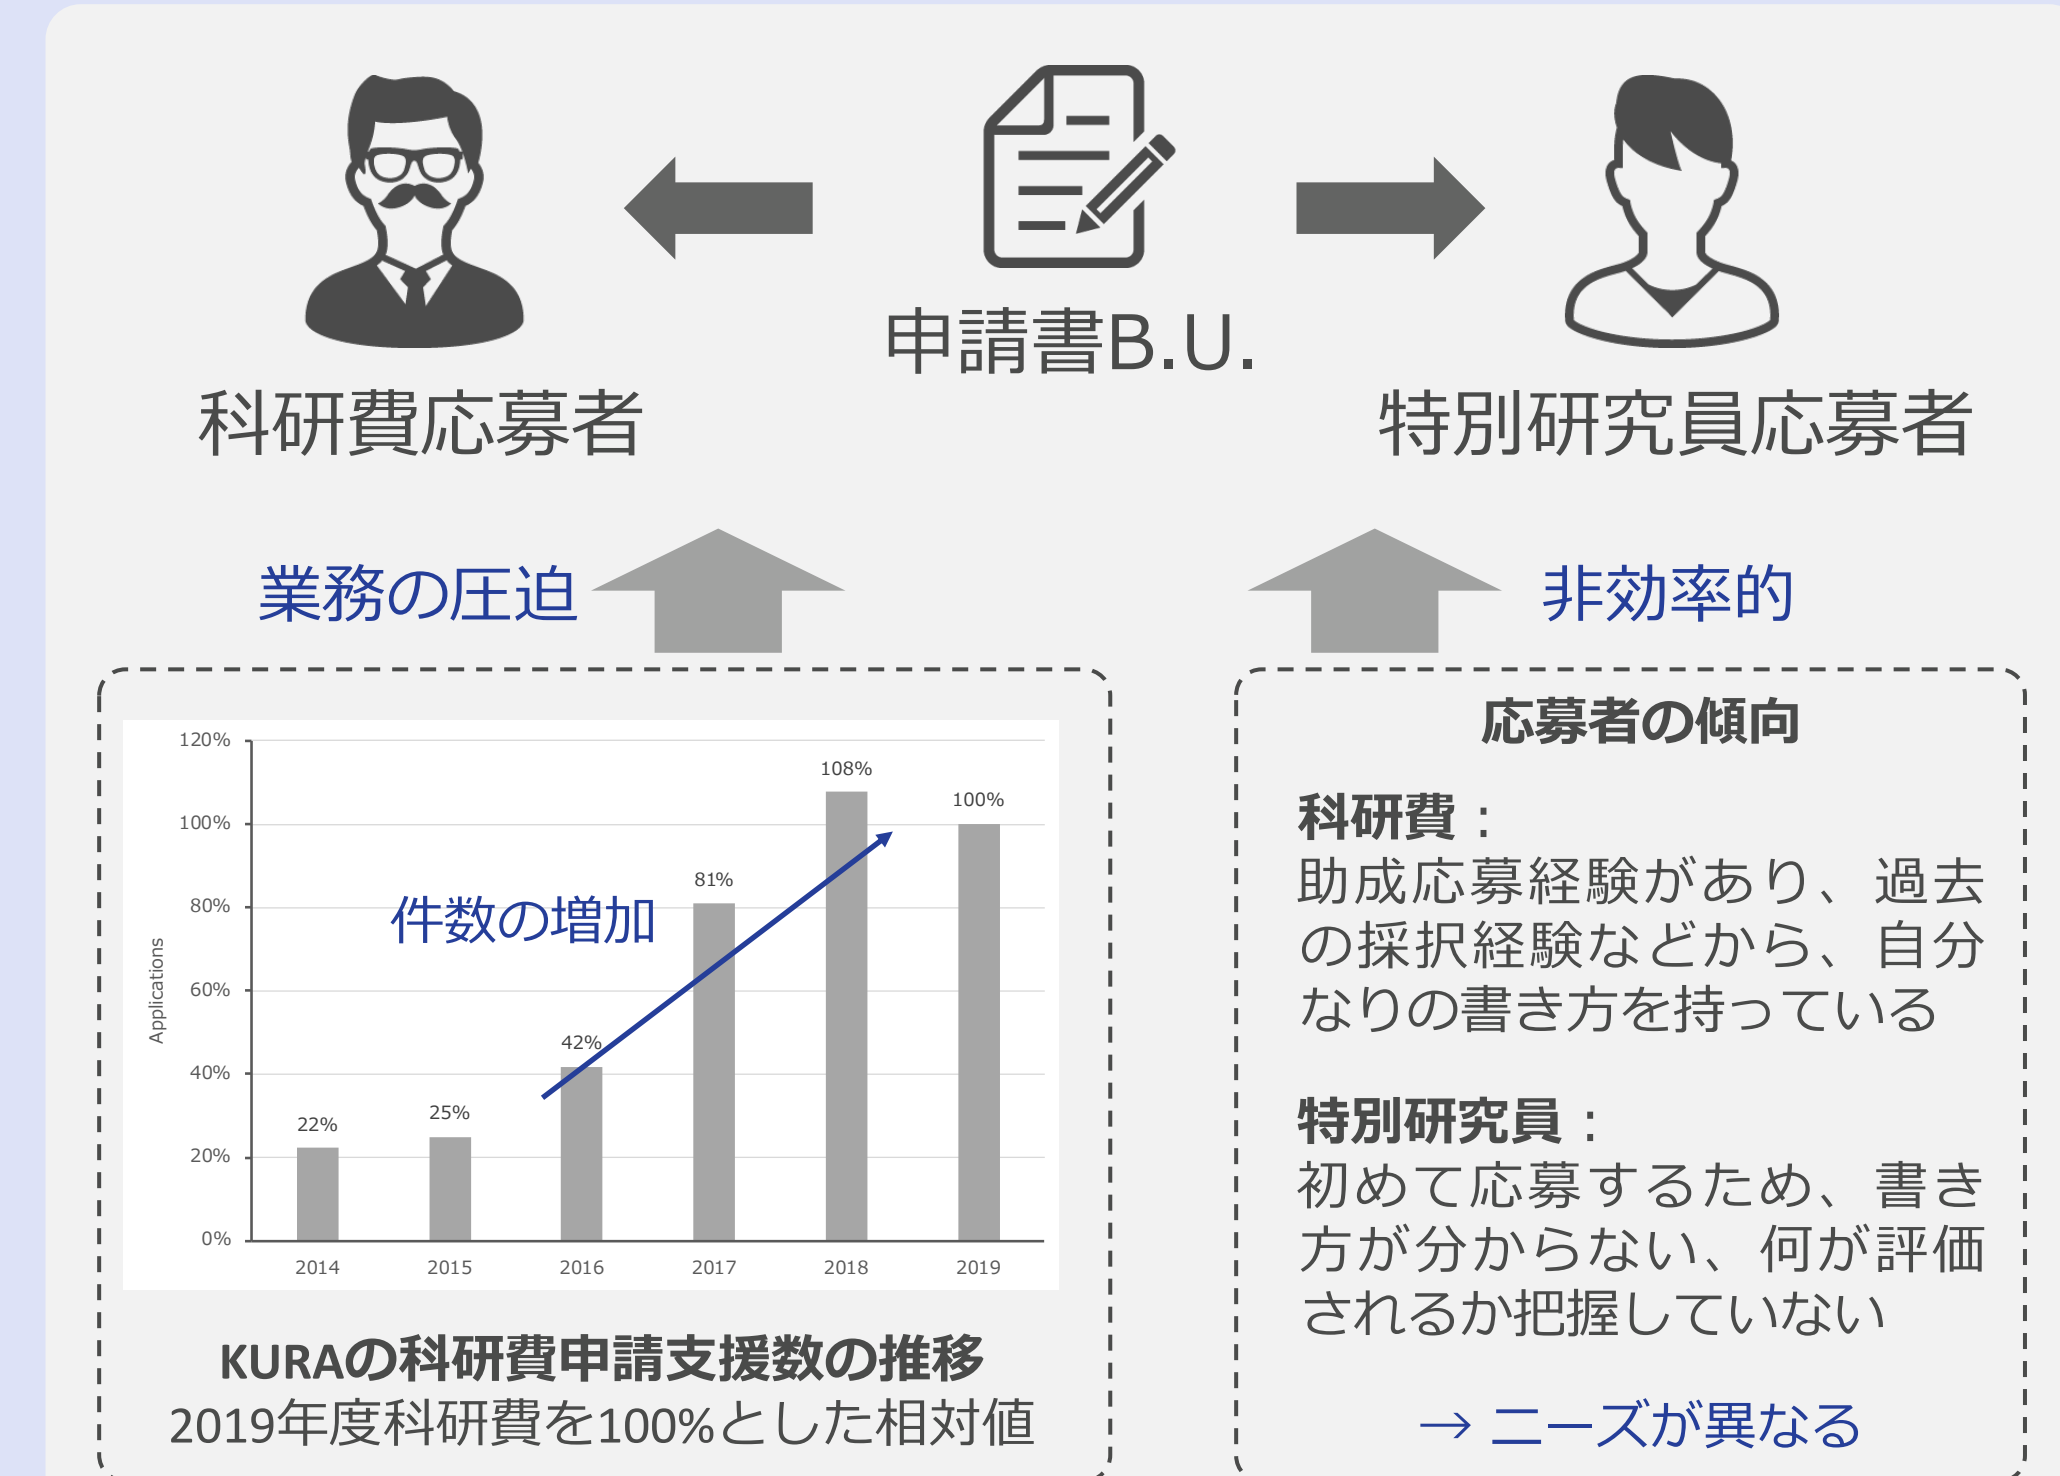 申請書B.U.
科研費応募者
特別研究員応募者
業務の圧迫
非効率的
120%
100%
80%
60%
40%
20%
0%
Applications
22%
25%
42%
81%
108%
100%
件数の増加
2014
2015
2016
2017
2018
2019
KURAの科研費申請支援数の推移
2019年度科研費を100%とした相対値
応募者の傾向
科研費：
助成応募経験があり、過去
の採択経験などから、自分
なりの書き方を持っている
特別研究員：
初めて応募するため、書き
方が分からない、何が評価
されるか把握していない
→ ニーズが異なる